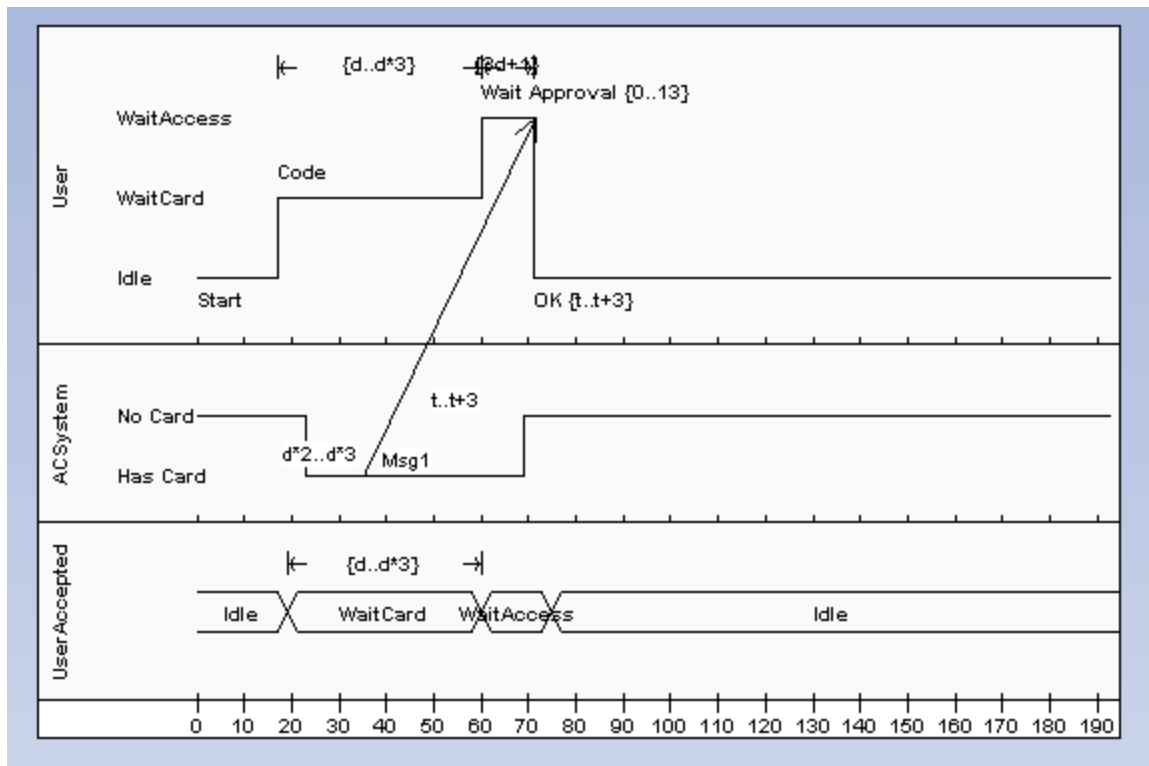 {d..d*3} {3d+1}
Wait Approval {0..13}
WaitAccess
Code
WaitCard
User
Idle
Start
OK {t..t+3}
ACSystem
No Card
t..t+3
d*2..d*3
Msg1
Has Card
UserAccepted
{d..d*3}
Idle WaitCard WaitAccess Idle
0 10 20 30 40 50 60 70 80 90 100 110 120 130 140 150 160 170 180 190